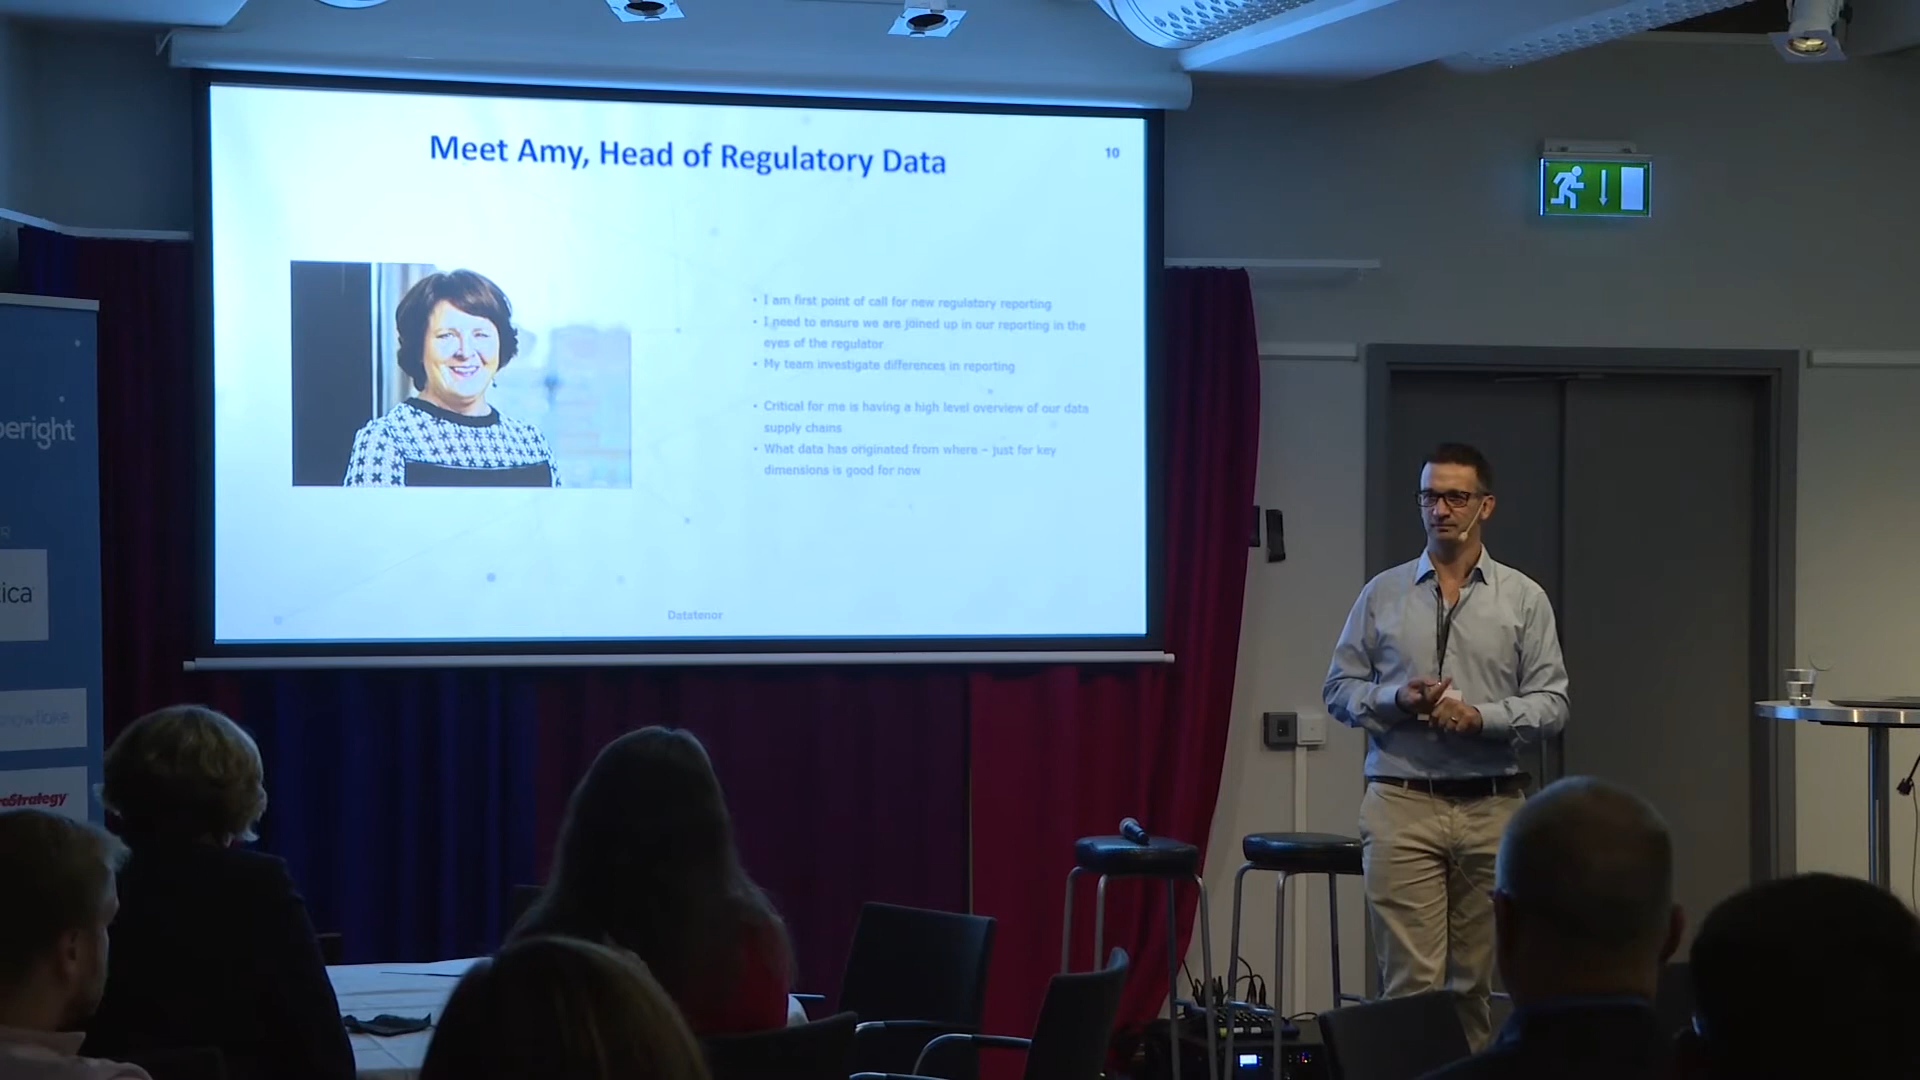 Meet Amy, Head of Regulatory Data
10
• I am first point of call for new regulatory reporting
• I need to ensure we are joined up in our reporting in the
eyes of the regulator
• My team investigate differences in reporting
• Critical for me is having a high level overview of our data
supply chains
• What data has originated from where – just for key
dimensions is good for now
Datatenor
peright
R
tica
nowflake
oStrategy